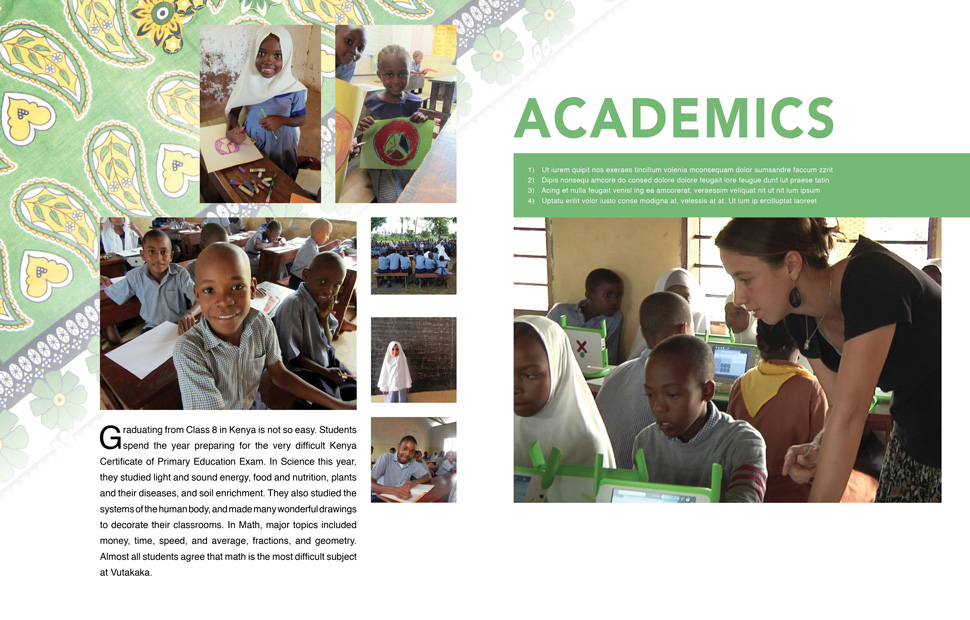 ACADEMICS
1) Ut iurem quipit nos exeraes tincillum volenia mconsequam dolor sumsandre faccum zzrit
2) Dipis nonsequ amcore do consed dolore dolore feugait lore feugue dunt lut praese tatin
3) Acing et nulla feugait venisl ing ea amcorerat, veraessim veliquat nit ut nit lum ipsum
4) Uptatu erilit volor iusto conse modigna at, velessis at at. Ut lum ip ercilluptat laoreet
Graduating from Class 8 in Kenya is not so easy. Students
spend the year preparing for the very difficult Kenya
Certificate of Primary Education Exam. In Science this year,
they studied light and sound energy, food and nutrition, plants
and their diseases, and soil enrichment. They also studied the
systems of the human body, and made many wonderful drawings
to decorate their classrooms. In Math, major topics included
money, time, speed, and average, fractions, and geometry.
Almost all students agree that math is the most difficult subject
at Vutakaka.